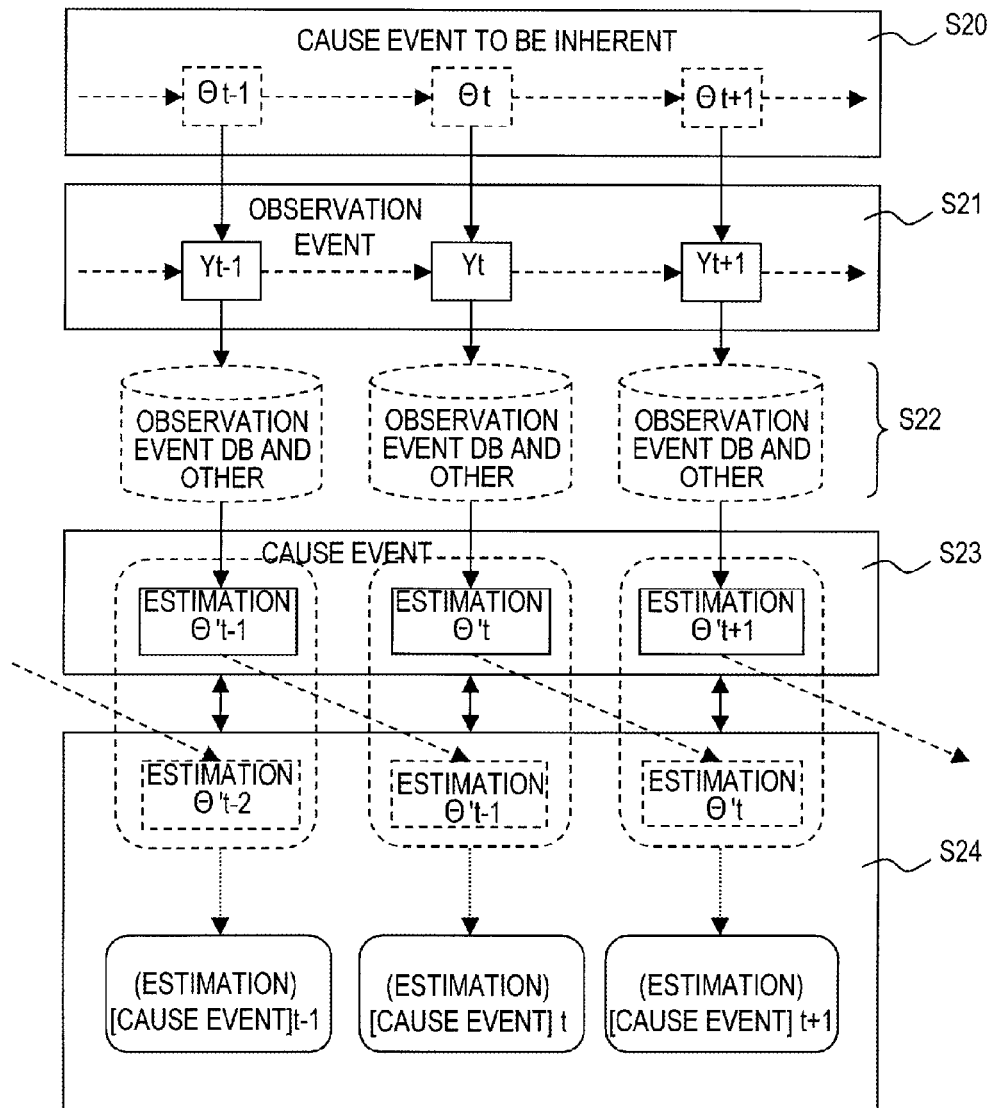 CAUSE EVENT TO BE INHERENT
S20
Θt-1
Θt
Θt+1
OBSERVATION
EVENT
S21
Yt-1
Yt
Yt+1
OBSERVATION
EVENT DB AND
OTHER
OBSERVATION
EVENT DB AND
OTHER
OBSERVATION
EVENT DB AND
OTHER
S22
CAUSE EVENT
S23
ESTIMATION
Θ't-1
ESTIMATION
Θ't
ESTIMATION
Θ't+1
ESTIMATION
Θ't-2
ESTIMATION
Θ't-1
ESTIMATION
Θ't
S24
(ESTIMATION)
[CAUSE EVENT]t-1
(ESTIMATION)
[CAUSE EVENT] t
(ESTIMATION)
[CAUSE EVENT] t+1